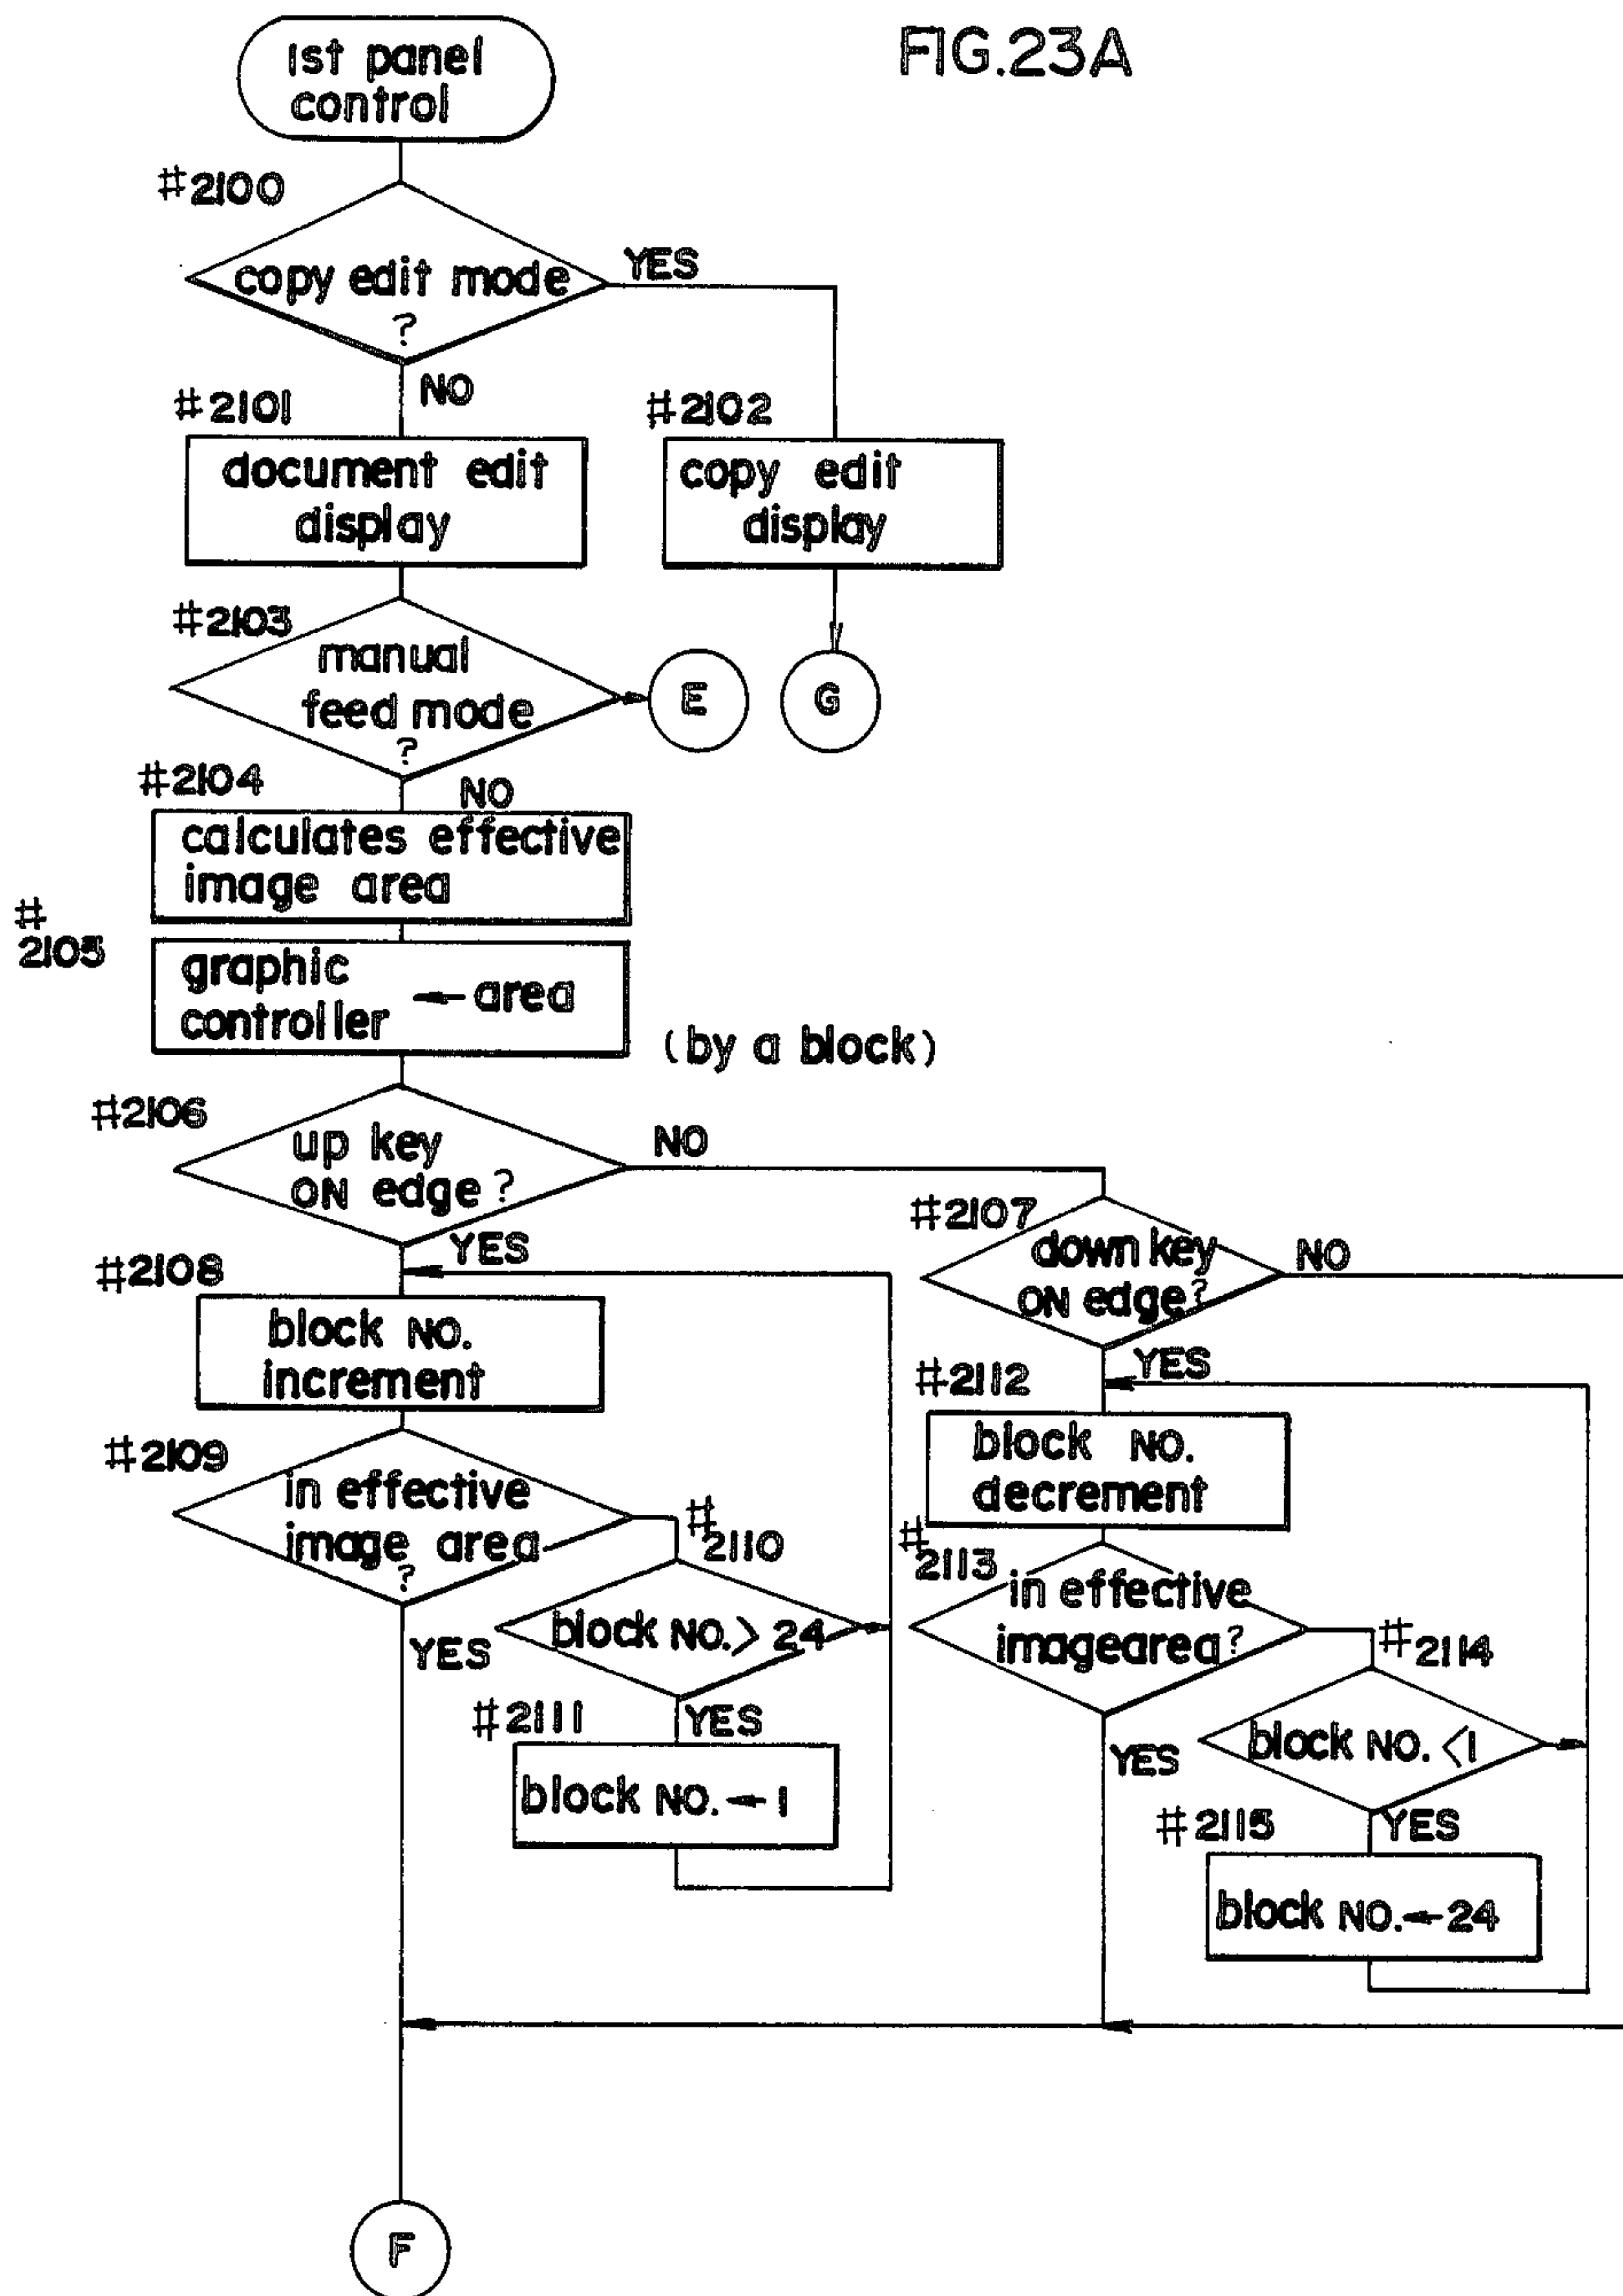 FIG.23A
1st panel
control
#2100
copy edit mode
?
YES
NO
#2101
document edit
display
#2102
copy edit
display
#2103
manual
feed mode
?
E
G
NO
#2104
calculates effective
image area
#
2105
graphic
controller ← area
(by a block)
#2106
up key
ON edge ?
NO
YES
#2107
down key
ON edge?
NO
YES
#2108
block NO.
increment
#2109
in effective
image area
?
YES
#
2110
block NO. > 24
YES
#2111
block NO. ← 1
#2112
block NO.
decrement
#
2113
in effective
imagearea?
YES
#2114
block NO. <1
YES
#2115
block NO. ← 24
F